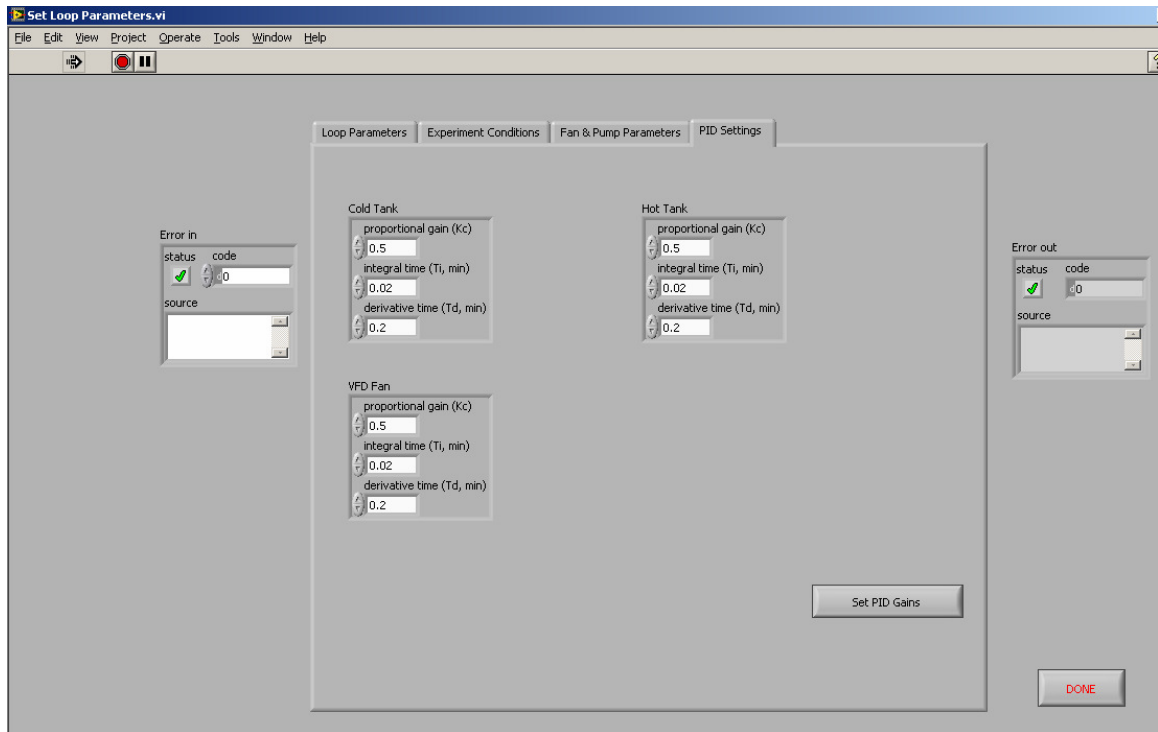 Set Loop Parameters.vi
File Edit View Project Operate Tools Window Help
Loop Parameters Experiment Conditions Fan & Pump Parameters PID Settings
Error in
status code
d0
source
Cold Tank
proportional gain (Kc)
0.5
integral time (Ti, min)
0.02
derivative time (Td, min)
0.2
Hot Tank
proportional gain (Kc)
0.5
integral time (Ti, min)
0.02
derivative time (Td, min)
0.2
VFD Fan
proportional gain (Kc)
0.5
integral time (Ti, min)
0.02
derivative time (Td, min)
0.2
Error out
status code
d0
source
Set PID Gains
DONE